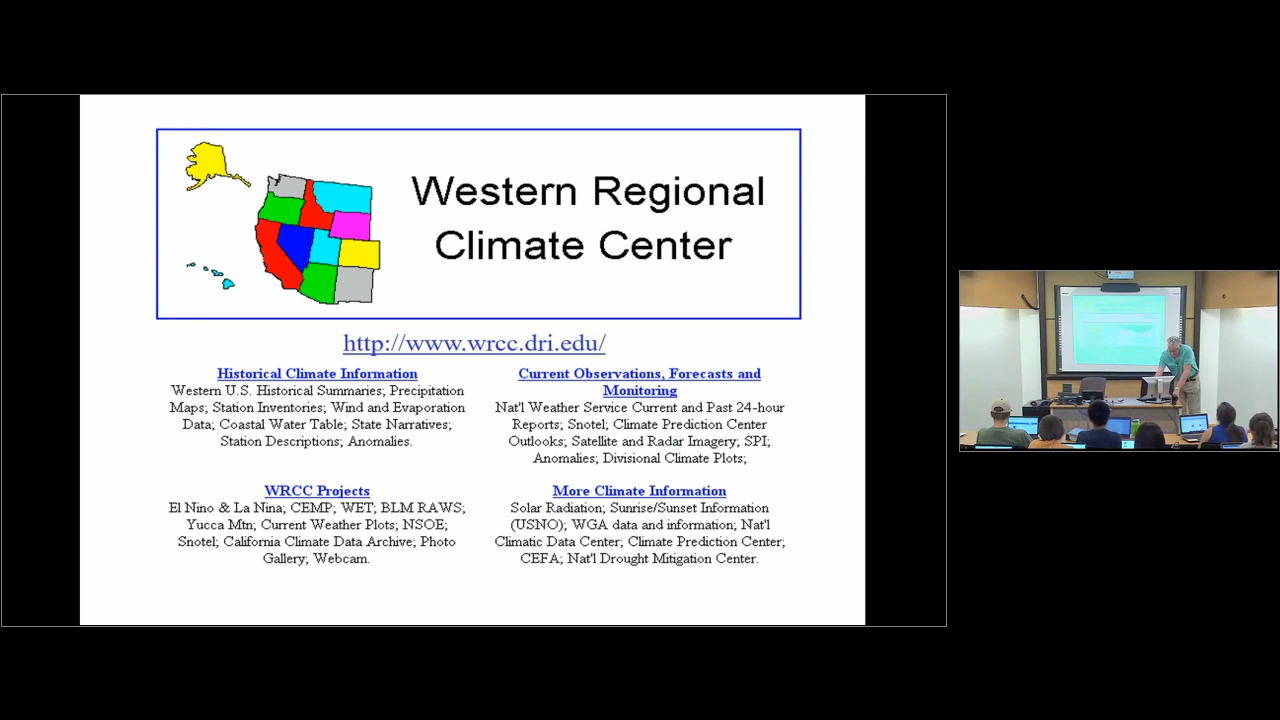 Western Regional
Climate Center
http://www.wrcc.dri.edu/
Historical Climate Information
Western U.S. Historical Summaries; Precipitation
Maps; Station Inventories; Wind and Evaporation
Data; Coastal Water Table; State Narratives;
Station Descriptions; Anomalies.
Current Observations, Forecasts and
Monitoring
Nat'l Weather Service Current and Past 24-hour
Reports; Snotel; Climate Prediction Center
Outlooks; Satellite and Radar Imagery; SPI;
Anomalies; Divisional Climate Plots;
WRCC Projects
El Nino & La Nina; CEMP; WET; BLM RAWS;
Yucca Mtn; Current Weather Plots; NSOE;
Snotel; California Climate Data Archive; Photo
Gallery; Webcam.
More Climate Information
Solar Radiation; Sunrise/Sunset Information
(USNO); WGA data and information; Nat'l
Climatic Data Center; Climate Prediction Center;
CEFA; Nat'l Drought Mitigation Center.